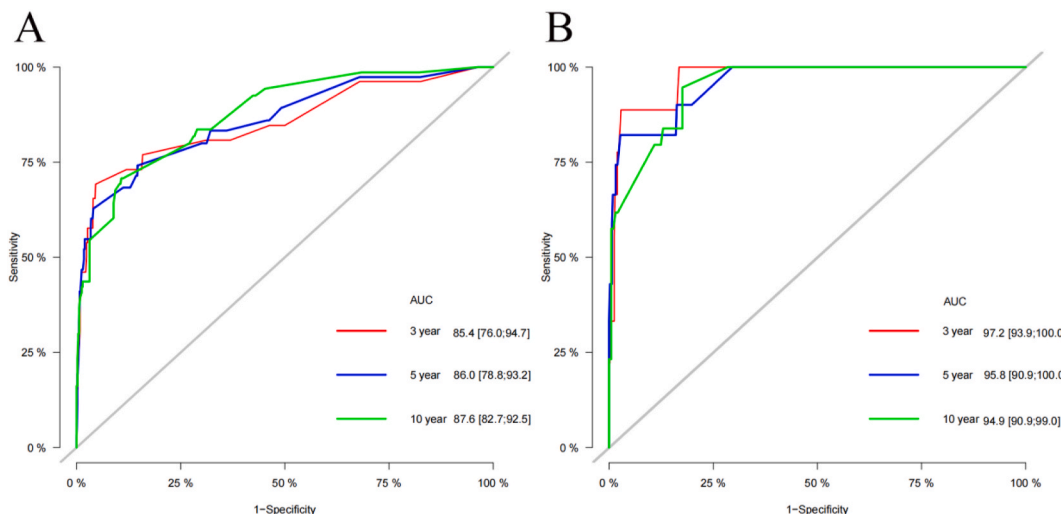 A
100 %
75 %
50 %
25 %
0 %
Sensitivity
AUC
3 year 85.4 [76.0;94.7]
5 year 86.0 [78.8;93.2]
10 year 87.6 [82.7;92.5]
0 % 25 % 50 % 75 % 100 %
1−Specificity
B
100 %
75 %
50 %
25 %
0 %
Sensitivity
AUC
3 year 97.2 [93.9;100.0
5 year 95.8 [90.9;100.0
10 year 94.9 [90.9;99.0]
0 % 25 % 50 % 75 % 100 %
1−Specificity